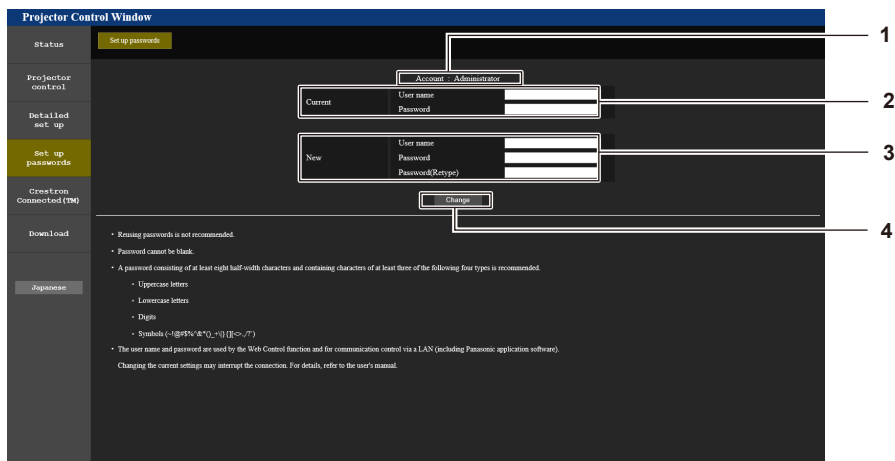 Projector Control Window
Status
Set up passwords
1
Projector
control
Account : Administrator
Current
User name
Password
2
Detailed
set up
Set up
passwords
New
User name
Password
Password(Retype)
3
Crestron
Connected(TM)
Change
4
Download
• Reusing passwords is not recommended.
• Password cannot be blank.
• A password consisting of at least eight half-width characters and containing characters of at least three of the following four types is recommended.
Japanese
• Uppercase letters
• Lowercase letters
• Digits
• Symbols (~!@#$%^&*()_+\|}{][<>.,/?`)
• The user name and password are used by the Web Control function and for communication control via a LAN (including Panasonic application software).
Changing the current settings may interrupt the connection. For details, refer to the user's manual.